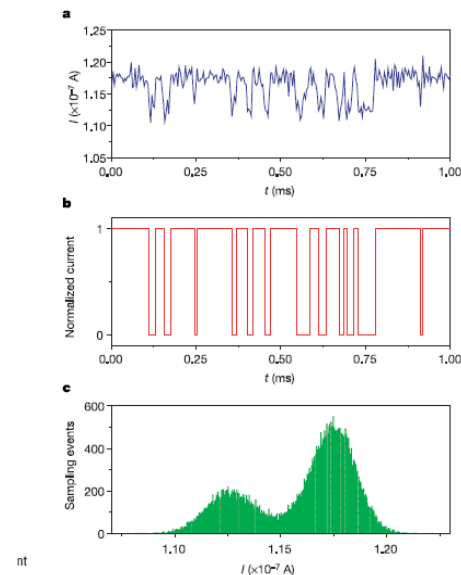 a
1.25
1.20
1.15
1.10
1.05
I (×10⁻⁷ A)
0.00 0.25 0.50 0.75 1.00
t (ms)
b
1
0
Normalized current
0.00 0.25 0.50 0.75 1.00
t (ms)
c
600
400
200
0
Sampling events
1.10 1.15 1.20
I (×10⁻⁷ A)
nt